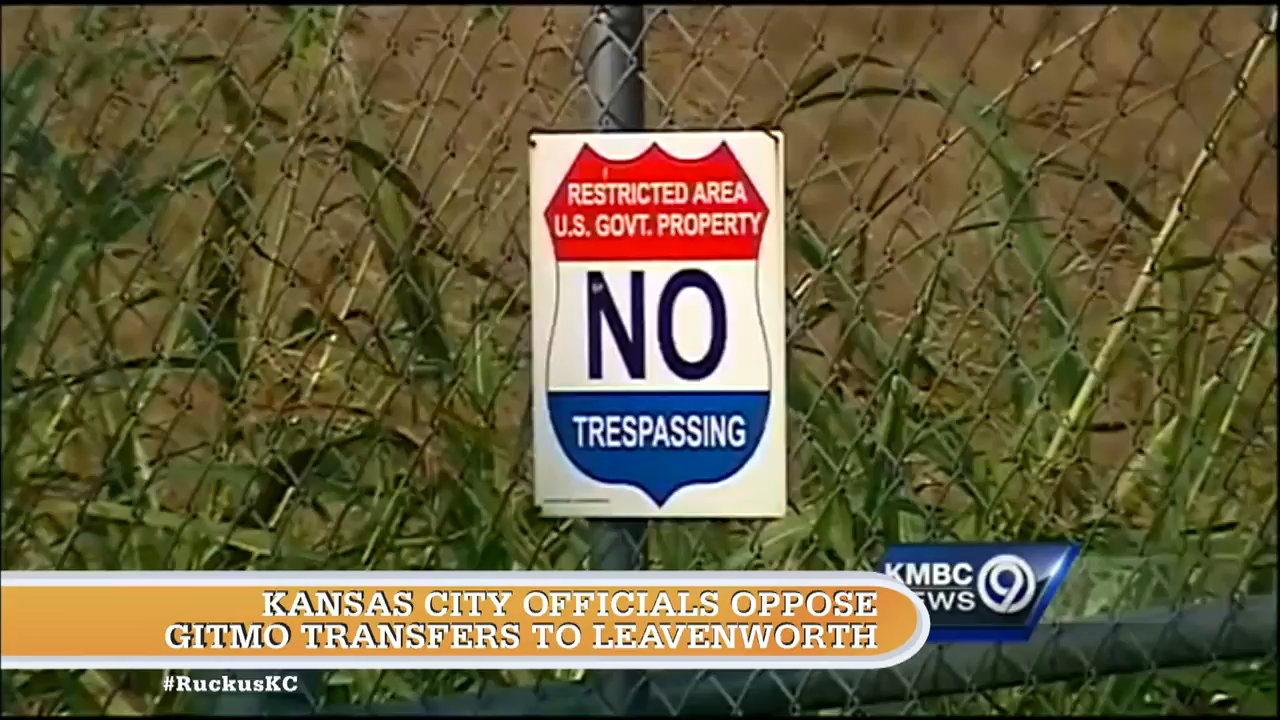 RESTRICTED AREA
U.S. GOVT. PROPERTY
NO
TRESPASSING
KMBC 9
NEWS
KANSAS CITY OFFICIALS OPPOSE
GITMO TRANSFERS TO LEAVENWORTH
#RuckusKC